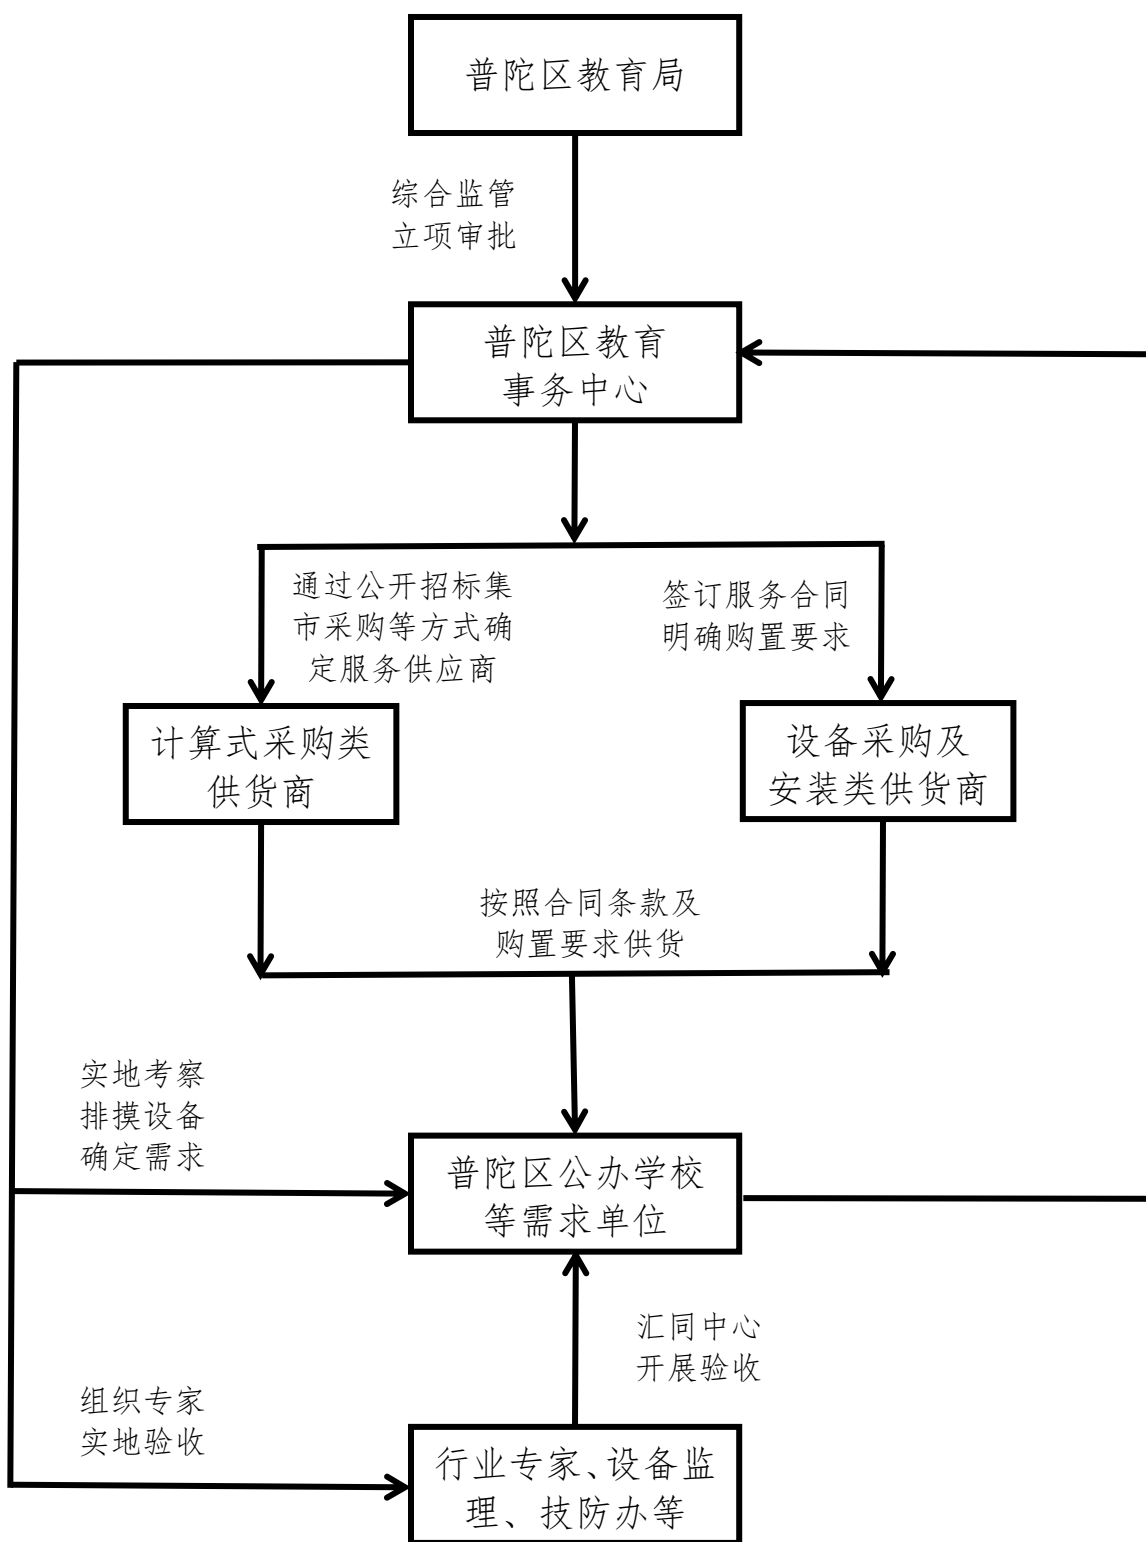 普陀区教育局
综合监管
立项审批
普陀区教育
事务中心
通过公开招标集
市采购等方式确
定服务供应商
签订服务合同
明确购置要求
计算式采购类
供货商
设备采购及
安装类供货商
按照合同条款及
购置要求供货
实地考察
排摸设备
确定需求
普陀区公办学校
等需求单位
汇同中心
开展验收
组织专家
实地验收
行业专家、设备监
理、技防办等